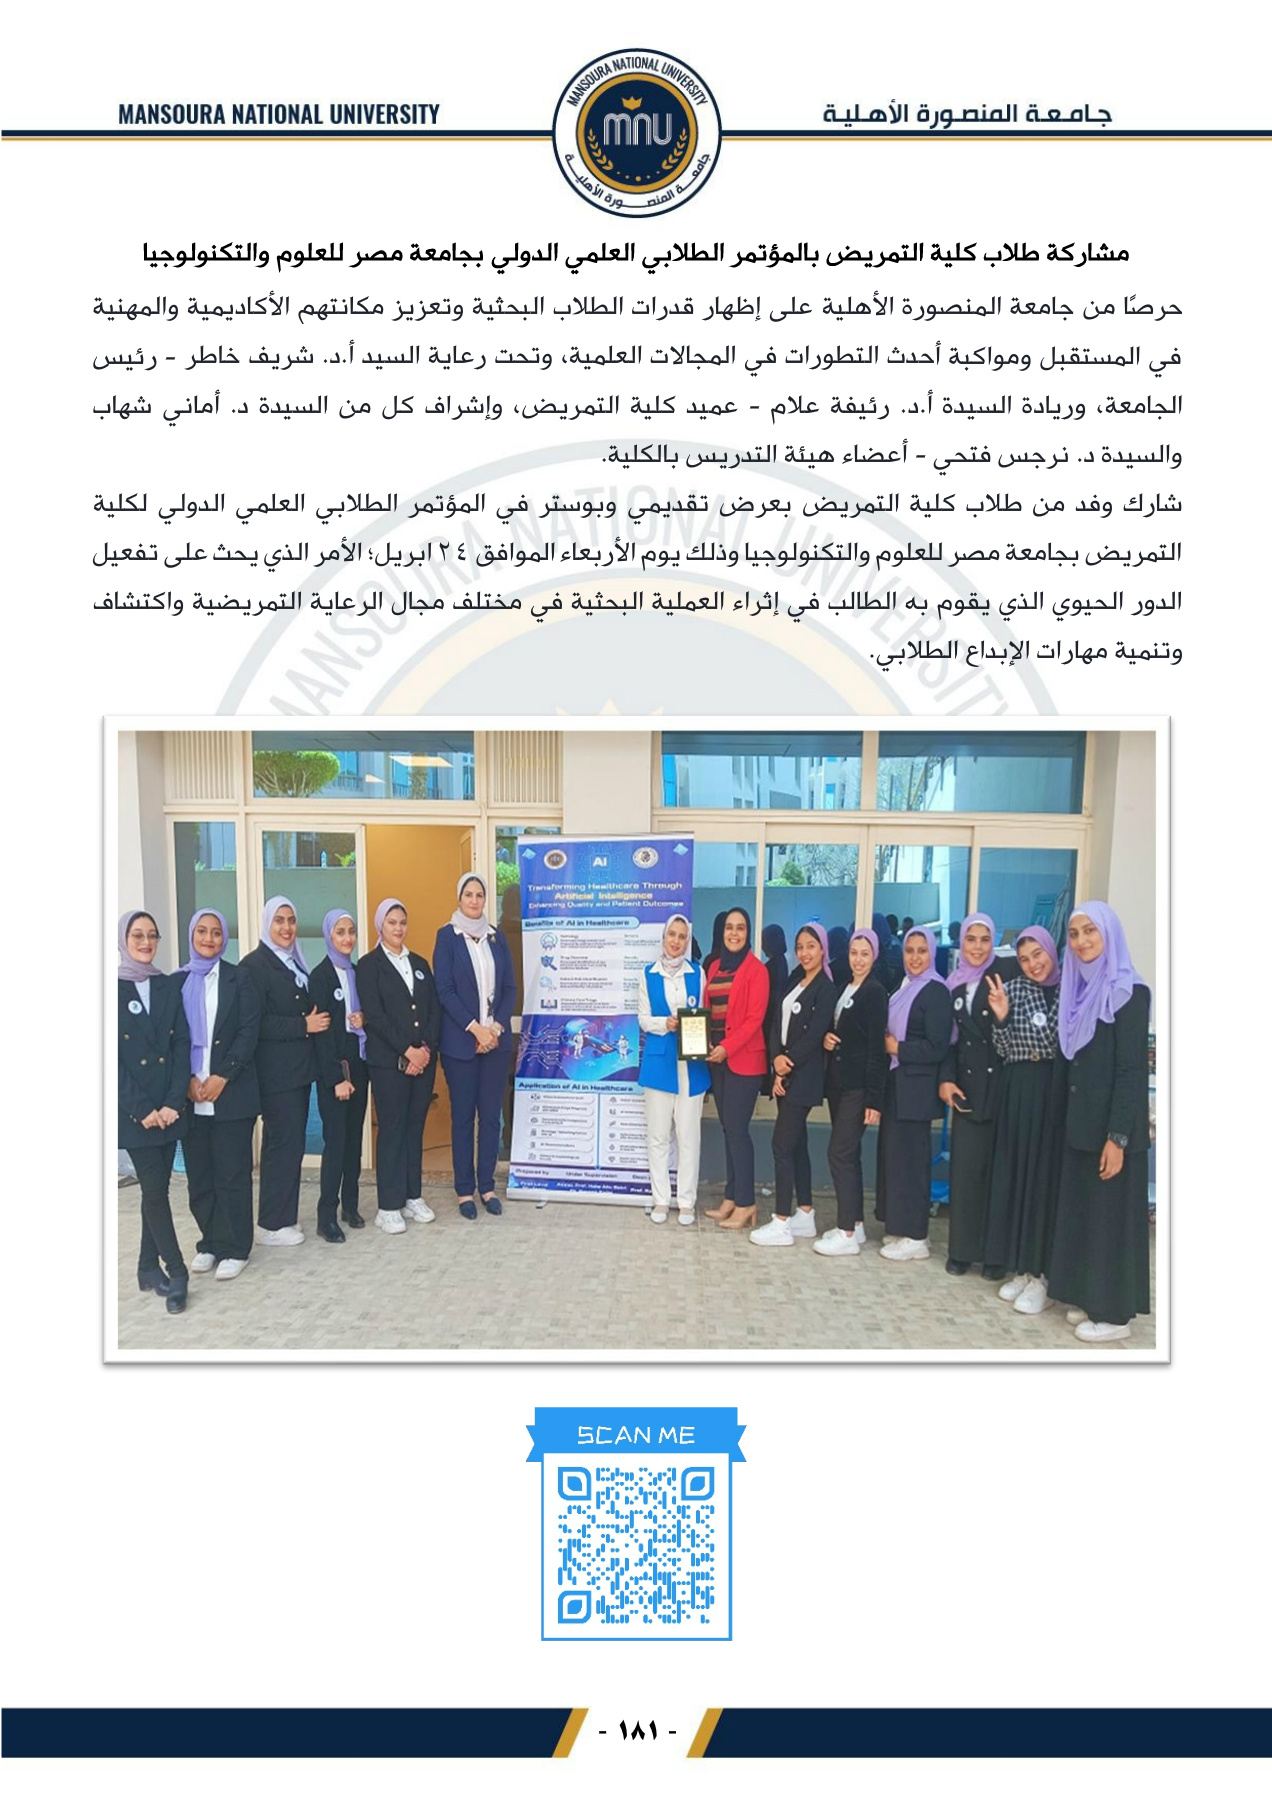 MANSOURA NATIONAL UNIVERSITY
جامعة المنصورة الأهلية
MANSOURA NATIONAL UNIVERSITY
mnu
جامعة المنصورة الأهلية
مشاركة طلاب كلية التمريض بالمؤتمر الطلابي العلمي الدولي بجامعة مصر للعلوم والتكنولوجيا
حرصًا من جامعة المنصورة الأهلية على إظهار قدرات الطلاب البحثية وتعزيز مكانتهم الأكاديمية والمهنية
في المستقبل ومواكبة أحدث التطورات في المجالات العلمية، وتحت رعاية السيد أ.د. شريف خاطر - رئيس
الجامعة، وريادة السيدة أ.د. رئيفة علام - عميد كلية التمريض، وإشراف كل من السيدة د. أماني شهاب
والسيدة د. نرجس فتحي - أعضاء هيئة التدريس بالكلية.
شارك وفد من طلاب كلية التمريض بعرض تقديمي وبوستر في المؤتمر الطلابي العلمي الدولي لكلية
التمريض بجامعة مصر للعلوم والتكنولوجيا وذلك يوم الأربعاء الموافق ٢٤ ابريل؛ الأمر الذي يحث على تفعيل
الدور الحيوي الذي يقوم به الطالب في إثراء العملية البحثية في مختلف مجال الرعاية التمريضية واكتشاف
وتنمية مهارات الإبداع الطلابي.
MANSOURA NATIONAL UNIVERSITY
AI
Transforming Healthcare Through
Artificial Intelligence
Enhancing Quality and Patient Outcomes
Benefits of AI in Healthcare
Application of AI in Healthcare
Prepared by
Under Supervision
SCAN ME
- ١٨١ -